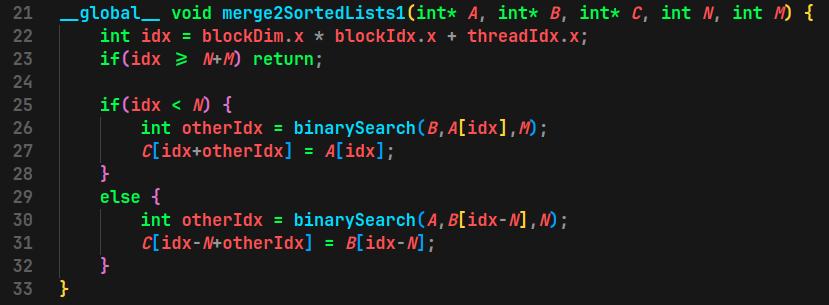 21 __global__ void merge2SortedLists1(int* A, int* B, int* C, int N, int M) {
22     int idx = blockDim.x * blockIdx.x + threadIdx.x;
23     if(idx >= N+M) return;
24
25     if(idx < N) {
26         int otherIdx = binarySearch(B,A[idx],M);
27         C[idx+otherIdx] = A[idx];
28     }
29     else {
30         int otherIdx = binarySearch(A,B[idx-N],N);
31         C[idx-N+otherIdx] = B[idx-N];
32     }
33 }